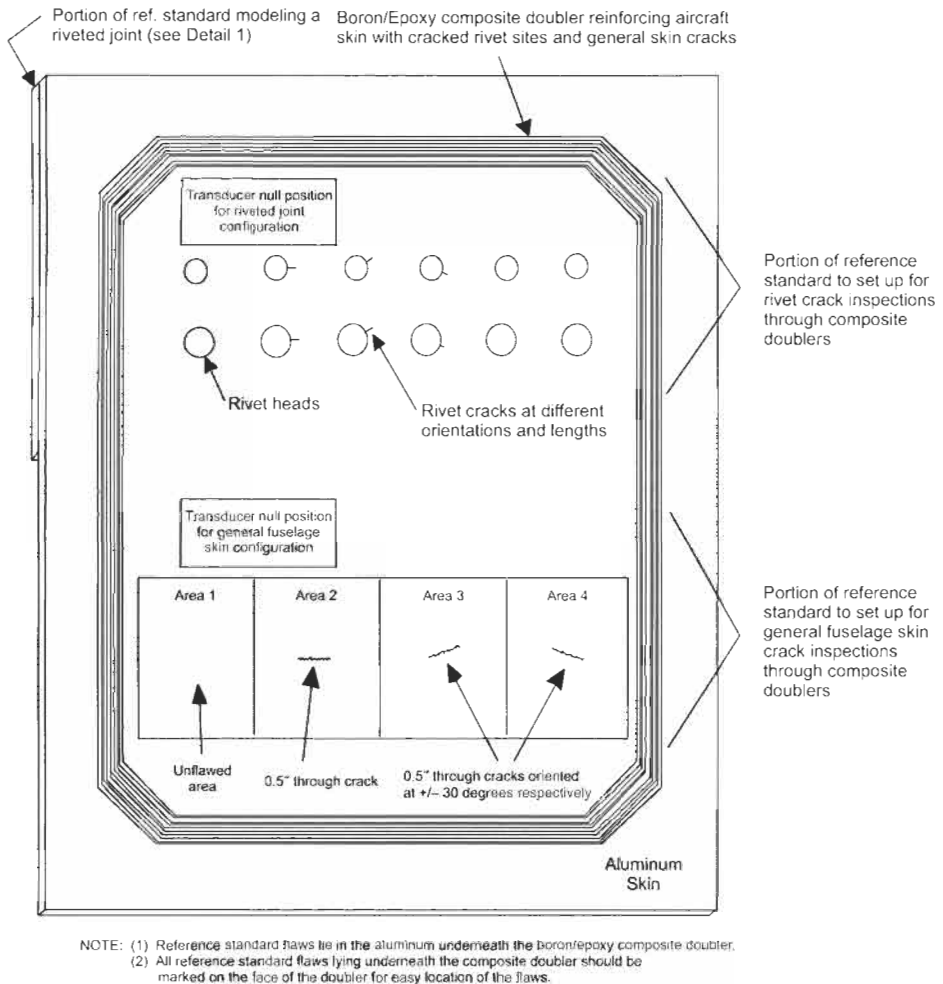 Portion of ref. standard modeling a
riveted joint (see Detail 1)
Boron/Epoxy composite doubler reinforcing aircraft
skin with cracked rivet sites and general skin cracks
Transducer null position
for riveted joint
configuration
Portion of reference
standard to set up for
rivet crack inspections
through composite
doublers
Rivet heads
Rivet cracks at different
orientations and lengths
Transducer null position
for general fuselage
skin configuration
Area 1
Area 2
Area 3
Area 4
Portion of reference
standard to set up for
general fuselage skin
crack inspections
through composite
doublers
Unflawed
area
0.5" through crack
0.5" through cracks oriented
at +/– 30 degrees respectively
Aluminum
Skin
NOTE: (1) Reference standard flaws lie in the aluminum underneath the boron/epoxy composite doubler.
(2) All reference standard flaws lying underneath the composite doubler should be
marked on the face of the doubler for easy location of the flaws.